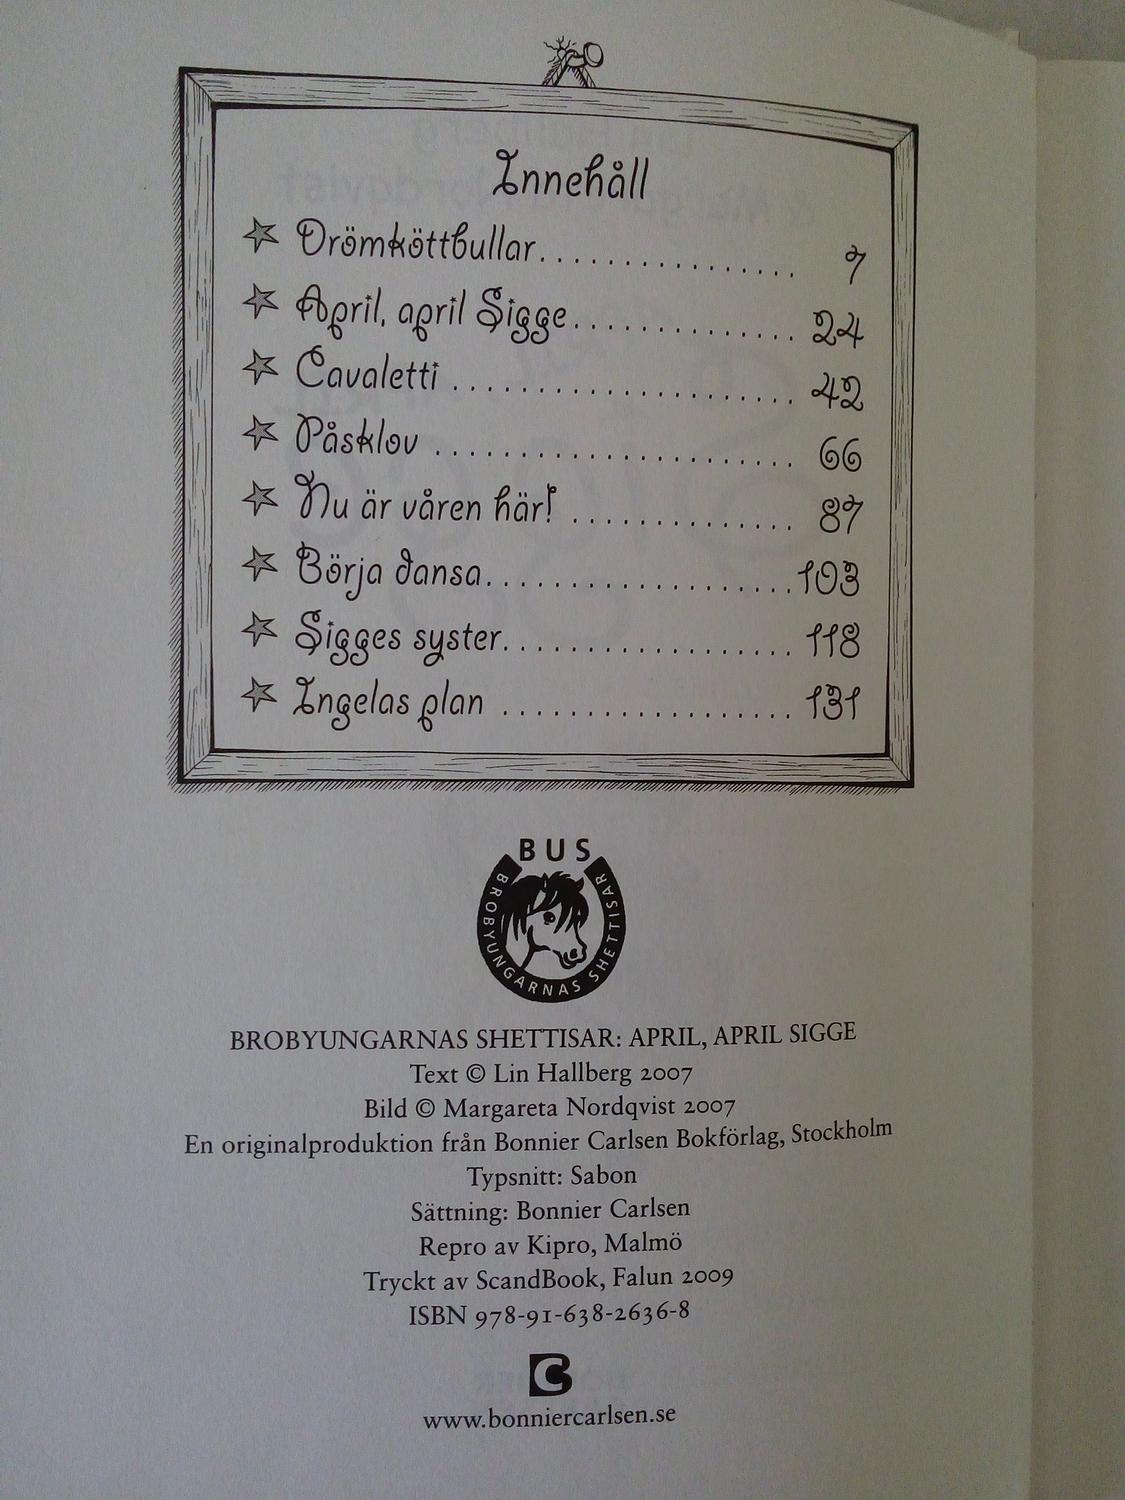 Innehåll
Drömköttbullar. . . . . . . . . . . . . . . 7
April, april Sigge. . . . . . . . . . . . . 24
Cavaletti . . . . . . . . . . . . . . . . . . . . 42
Påsklov . . . . . . . . . . . . . . . . . . . . . 66
Nu är våren här! . . . . . . . . . . . . . 87
Börja dansa. . . . . . . . . . . . . . . . . .103
Sigges syster. . . . . . . . . . . . . . . . . 118
Ingelas plan . . . . . . . . . . . . . . . . . 131
BUS
BROBYUNGARNAS SHETTISAR
BROBYUNGARNAS SHETTISAR: APRIL, APRIL SIGGE
Text © Lin Hallberg 2007
Bild © Margareta Nordqvist 2007
En originalproduktion från Bonnier Carlsen Bokförlag, Stockholm
Typsnitt: Sabon
Sättning: Bonnier Carlsen
Repro av Kipro, Malmö
Tryckt av ScandBook, Falun 2009
ISBN 978-91-638-2636-8
BC
www.bonniercarlsen.se